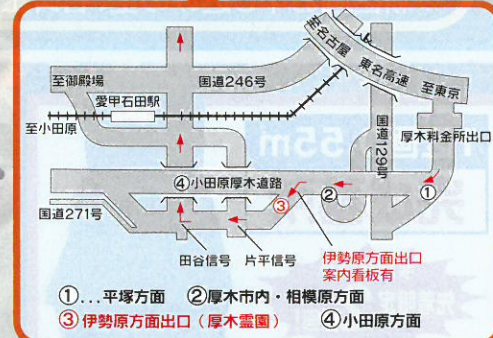 至名古屋
東名高速
至東京
至御殿場
国道246号
愛甲石田駅
至小田原
国道129号
厚木料金所出口
④小田原厚木道路
②
①
国道271号
③
田谷信号
片平信号
伊勢原方面出口
案内看板有
①…平塚方面 ②厚木市内・相模原方面
③伊勢原方面出口(厚木霊園) ④小田原方面